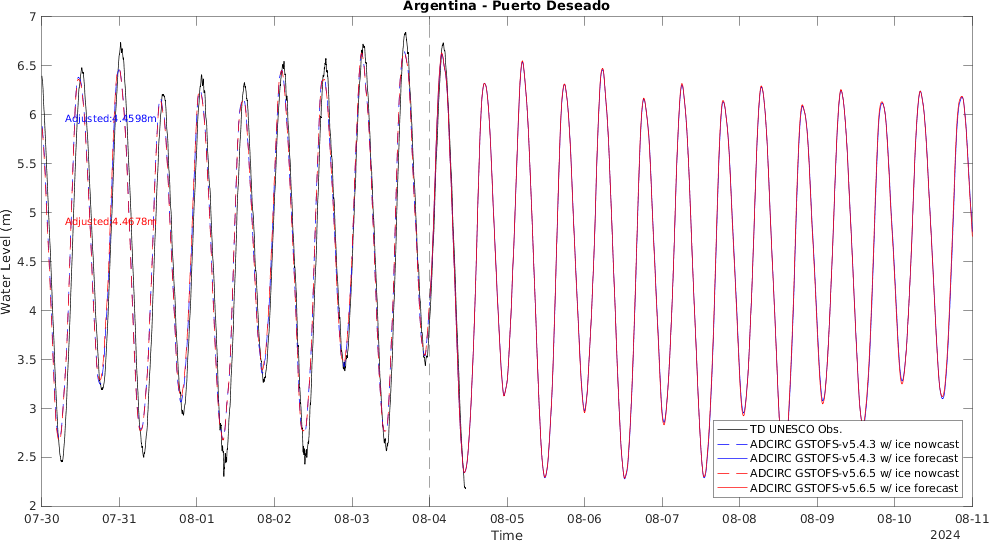 Argentina - Puerto Deseado
7
6.5
6
5.5
5
4.5
4
3.5
3
2.5
2
Water Level (m)
Adjusted:4.4598m
Adjusted:4.4678m
TD UNESCO Obs.
ADCIRC GSTOFS-v5.4.3 w/ ice nowcast
ADCIRC GSTOFS-v5.4.3 w/ ice forecast
ADCIRC GSTOFS-v5.6.5 w/ ice nowcast
ADCIRC GSTOFS-v5.6.5 w/ ice forecast
07-30 07-31 08-01 08-02 08-03 08-04 08-05 08-06 08-07 08-08 08-09 08-10 08-11
Time
2024